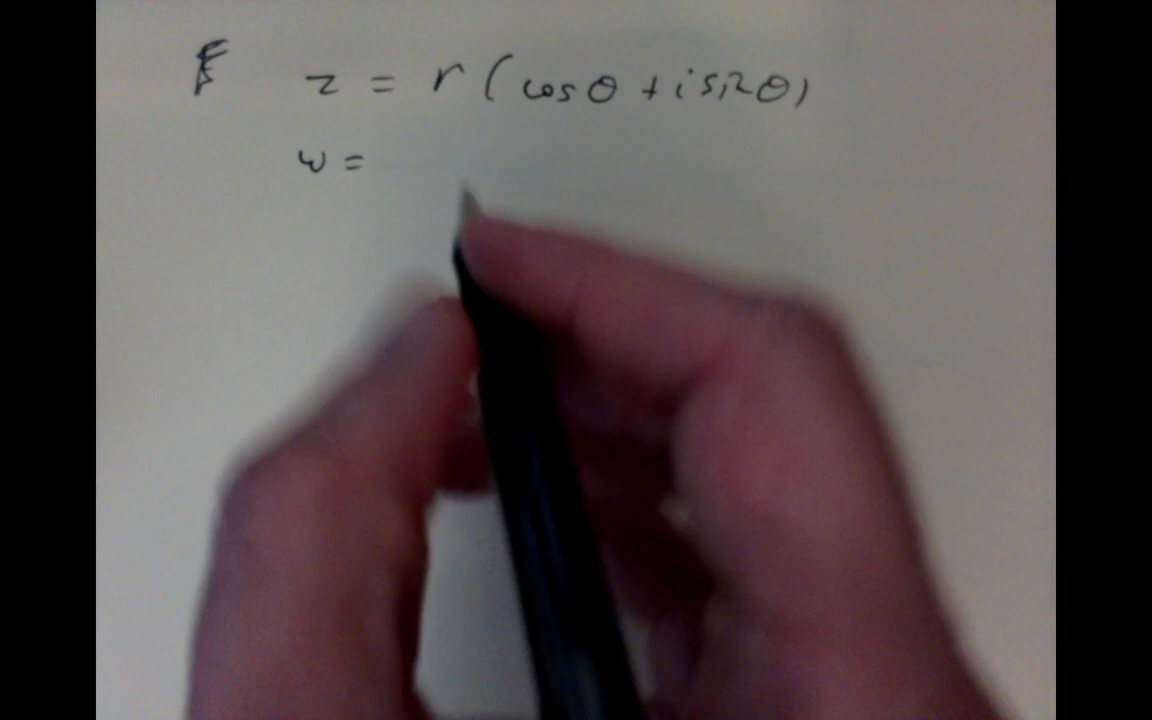 z = r (cosθ + i sinθ)
w =